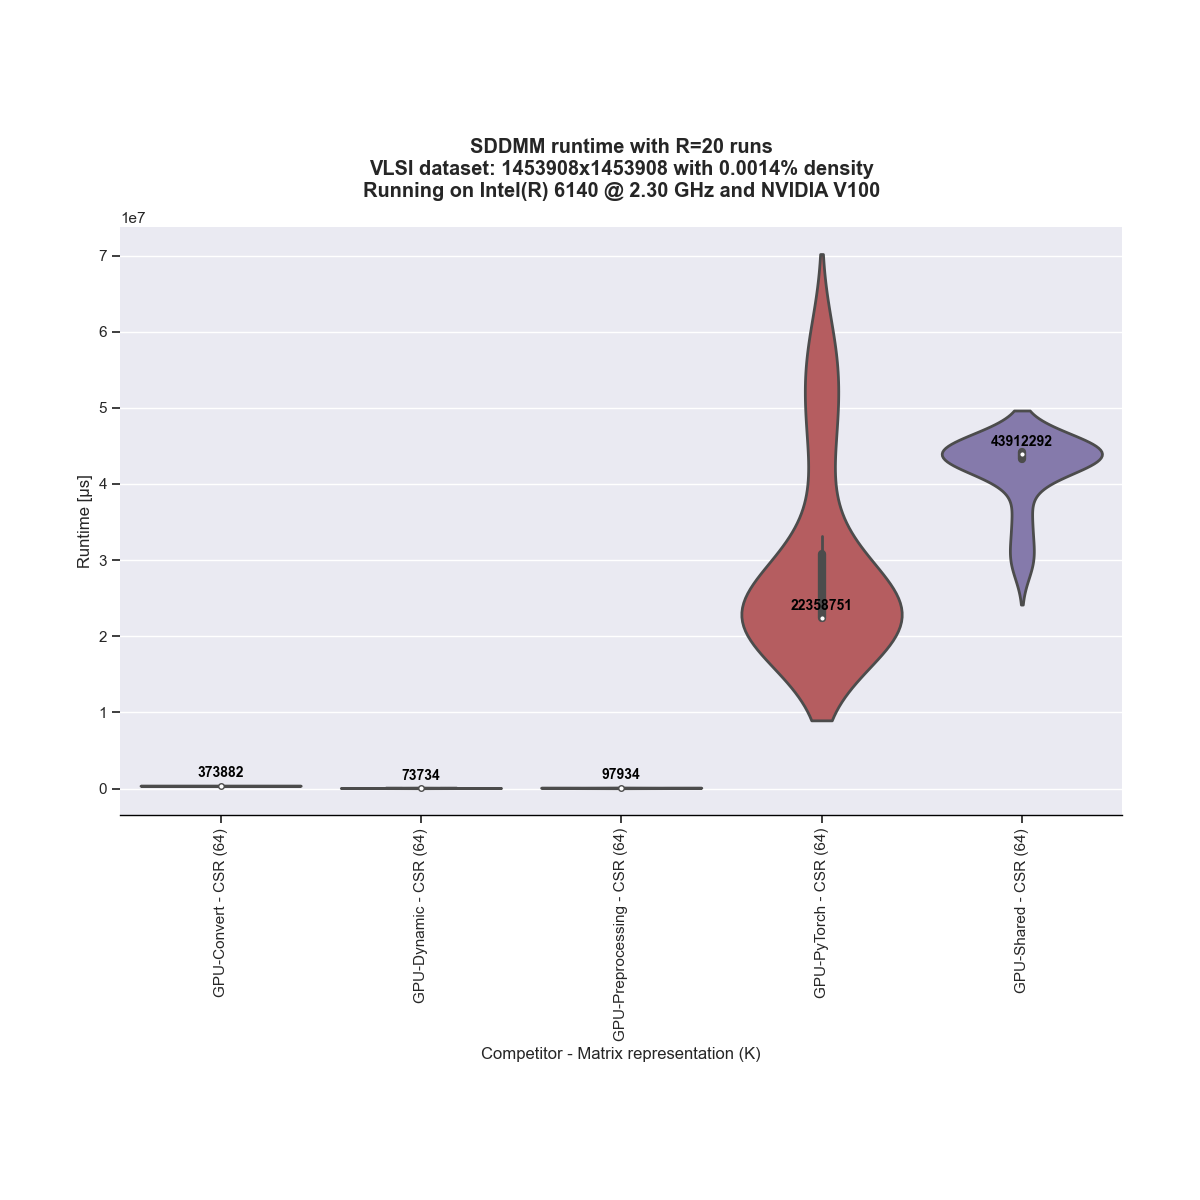 SDDMM runtime with R=20 runs
VLSI dataset: 1453908x1453908 with 0.0014% density
Running on Intel(R) 6140 @ 2.30 GHz and NVIDIA V100
1e7
7
6
5
4
3
2
1
0
Runtime [µs]
373882
73734
97934
22358751
43912292
GPU-Convert - CSR (64)
GPU-Dynamic - CSR (64)
GPU-Preprocessing - CSR (64)
GPU-PyTorch - CSR (64)
GPU-Shared - CSR (64)
Competitor - Matrix representation (K)